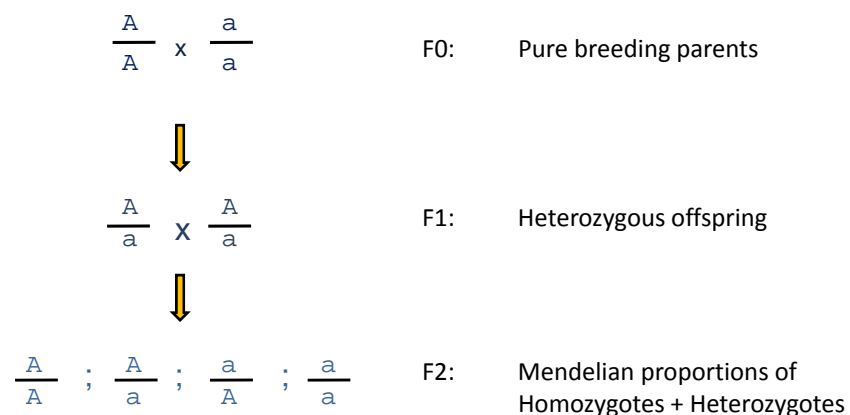 A a F0: Pure breeding parents
x
A a
A A F1: Heterozygous offspring
X
a a
A ; A ; a ; a F2: Mendelian proportions of
A a A a Homozygotes + Heterozygotes